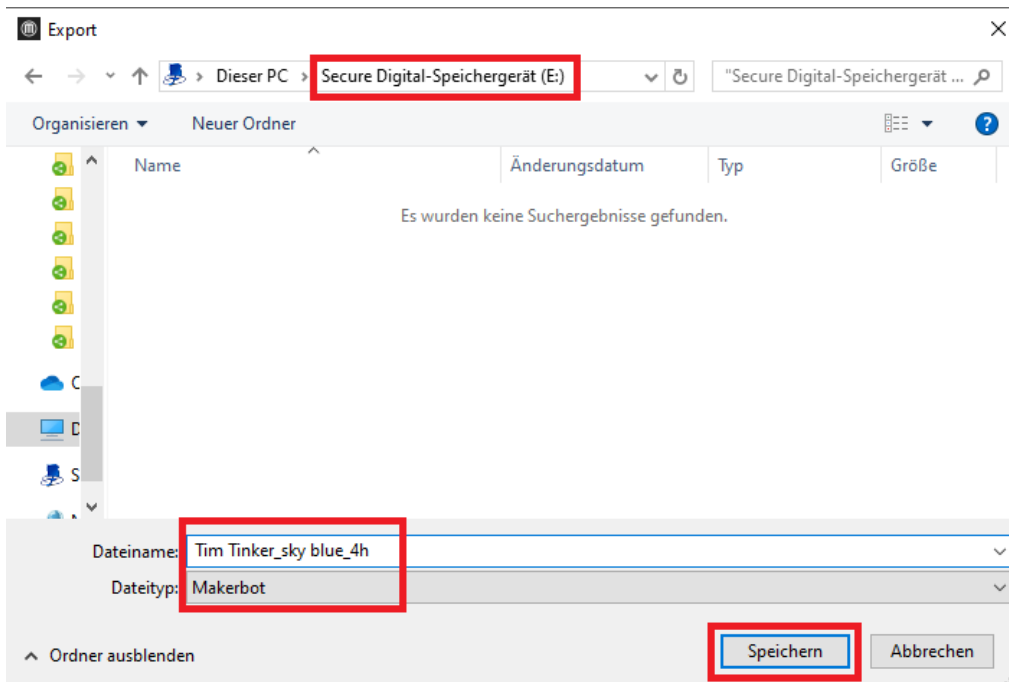 Export
Dieser PC > Secure Digital-Speichergerät (E:)
"Secure Digital-Speichergerät ...
Organisieren
Neuer Ordner
Name
Änderungsdatum
Typ
Größe
Es wurden keine Suchergebnisse gefunden.
Dateiname: Tim Tinker_sky blue_4h
Dateityp: Makerbot
Ordner ausblenden
Speichern
Abbrechen